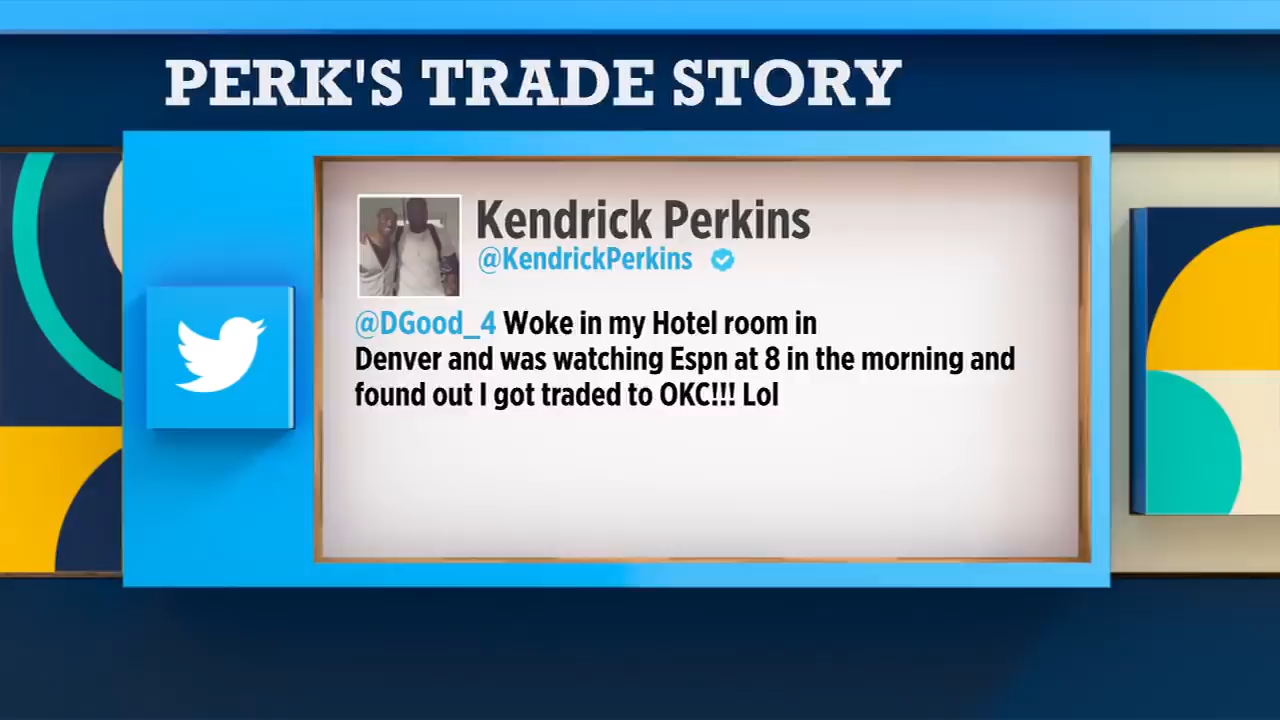 PERK'S TRADE STORY
Kendrick Perkins
@KendrickPerkins
@DGood_4 Woke in my Hotel room in
Denver and was watching Espn at 8 in the morning and
found out I got traded to OKC!!! Lol